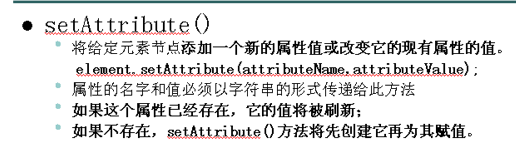 setAttribute()
将给定元素节点添加一个新的属性值或改变它的现有属性的值。
element.setAttribute(attributeName,attributeValue);
属性的名字和值必须以字符串的形式传递给此方法
如果这个属性已经存在，它的值将被刷新；
如果不存在，setAttribute()方法将先创建它再为其赋值。